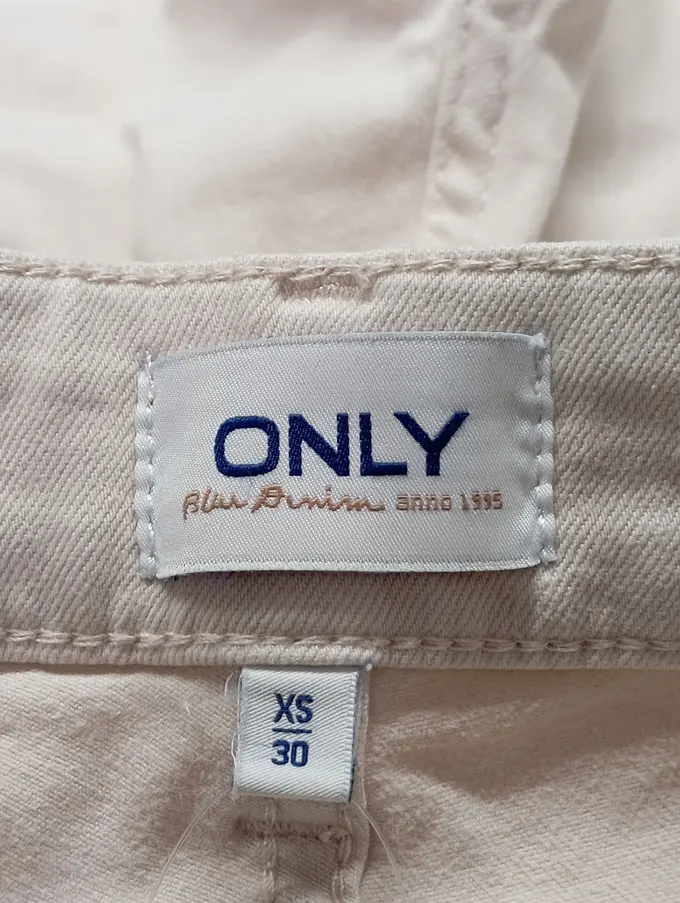 ONLY
Blue Denim anno 1995
XS
30